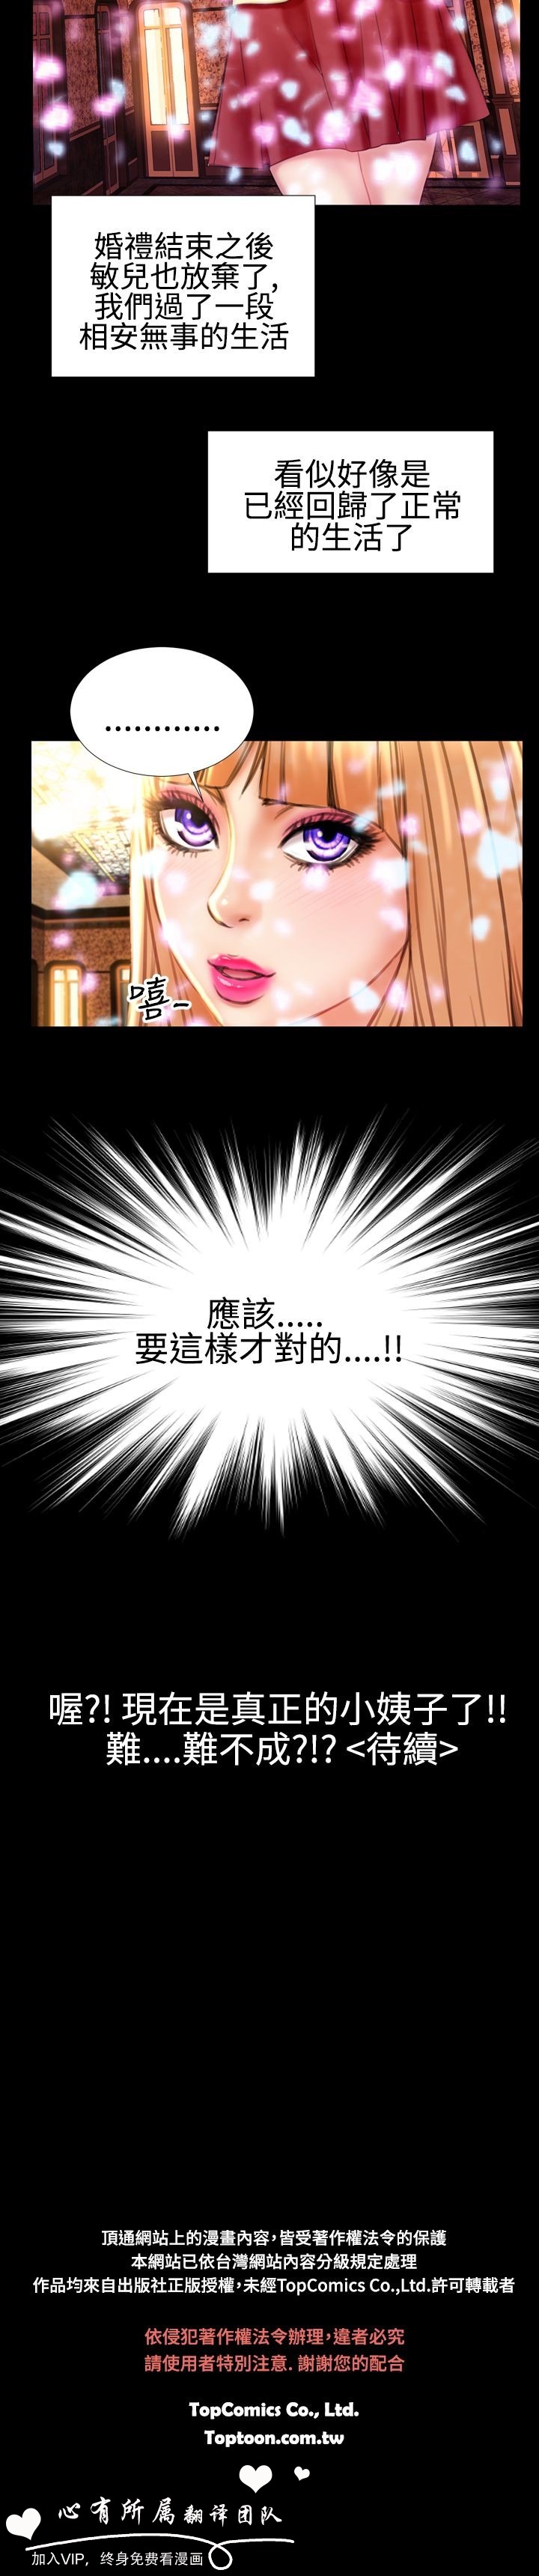 婚禮結束之後
敏兒也放棄了,
我們過了一段
相安無事的生活
看似好像是
已經回歸了正常
的生活了
............
嘻~
應該.....
要這樣才對的....!!
喔?! 現在是真正的小姨子了!!
難....難不成?!? <待續>
頂通網站上的漫畫內容，皆受著作權法令的保護
本網站已依台灣網站內容分級規定處理
作品均來自出版社正版授權，未經TopComics Co.,Ltd.許可轉載者
依侵犯著作權法令辦理，違者必究
請使用者特別注意. 謝謝您的配合
TopComics Co., Ltd.
Toptoon.com.tw
心有所属翻译团队
加入VIP，终身免费看漫画